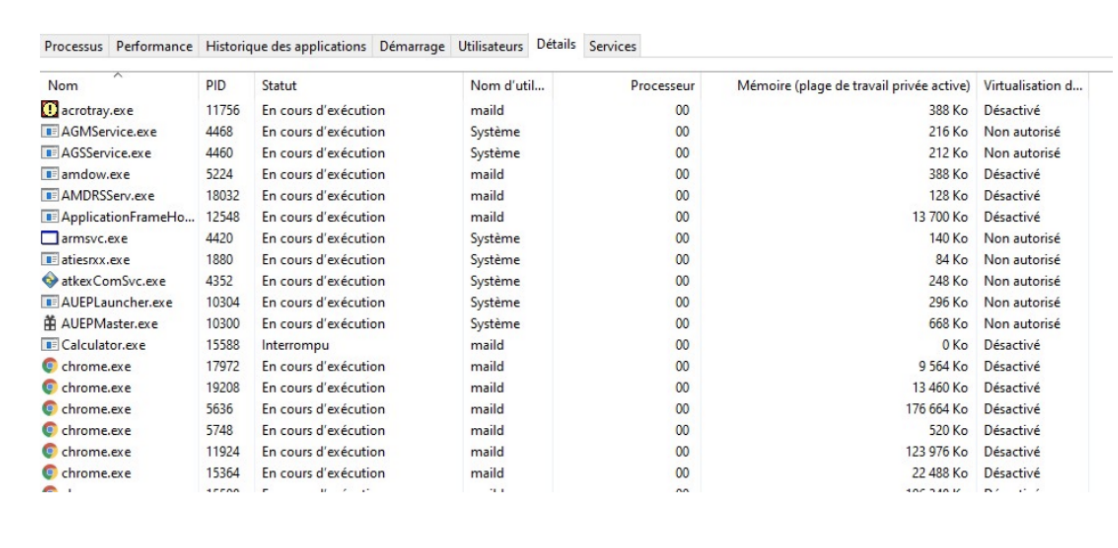 Processus Performance Historique des applications Démarrage Utilisateurs Détails Services
Nom PID Statut Nom d'util... Processeur Mémoire (plage de travail privée active) Virtualisation d...
acrotray.exe 11756 En cours d'exécution maild 00 388 Ko Désactivé
AGMService.exe 4468 En cours d'exécution Système 00 216 Ko Non autorisé
AGSService.exe 4460 En cours d'exécution Système 00 212 Ko Non autorisé
amdow.exe 5224 En cours d'exécution maild 00 388 Ko Désactivé
AMDRSServ.exe 18032 En cours d'exécution maild 00 128 Ko Désactivé
ApplicationFrameHo... 12548 En cours d'exécution maild 00 13 700 Ko Désactivé
armsvc.exe 4420 En cours d'exécution Système 00 140 Ko Non autorisé
atiesrxx.exe 1880 En cours d'exécution Système 00 84 Ko Non autorisé
atkexComSvc.exe 4352 En cours d'exécution Système 00 248 Ko Non autorisé
AUEPLauncher.exe 10304 En cours d'exécution Système 00 296 Ko Non autorisé
AUEPMaster.exe 10300 En cours d'exécution Système 00 668 Ko Non autorisé
Calculator.exe 15588 Interrompu maild 00 0 Ko Désactivé
chrome.exe 17972 En cours d'exécution maild 00 9 564 Ko Désactivé
chrome.exe 19208 En cours d'exécution maild 00 13 460 Ko Désactivé
chrome.exe 5636 En cours d'exécution maild 00 176 664 Ko Désactivé
chrome.exe 5748 En cours d'exécution maild 00 520 Ko Désactivé
chrome.exe 11924 En cours d'exécution maild 00 123 976 Ko Désactivé
chrome.exe 15364 En cours d'exécution maild 00 22 488 Ko Désactivé